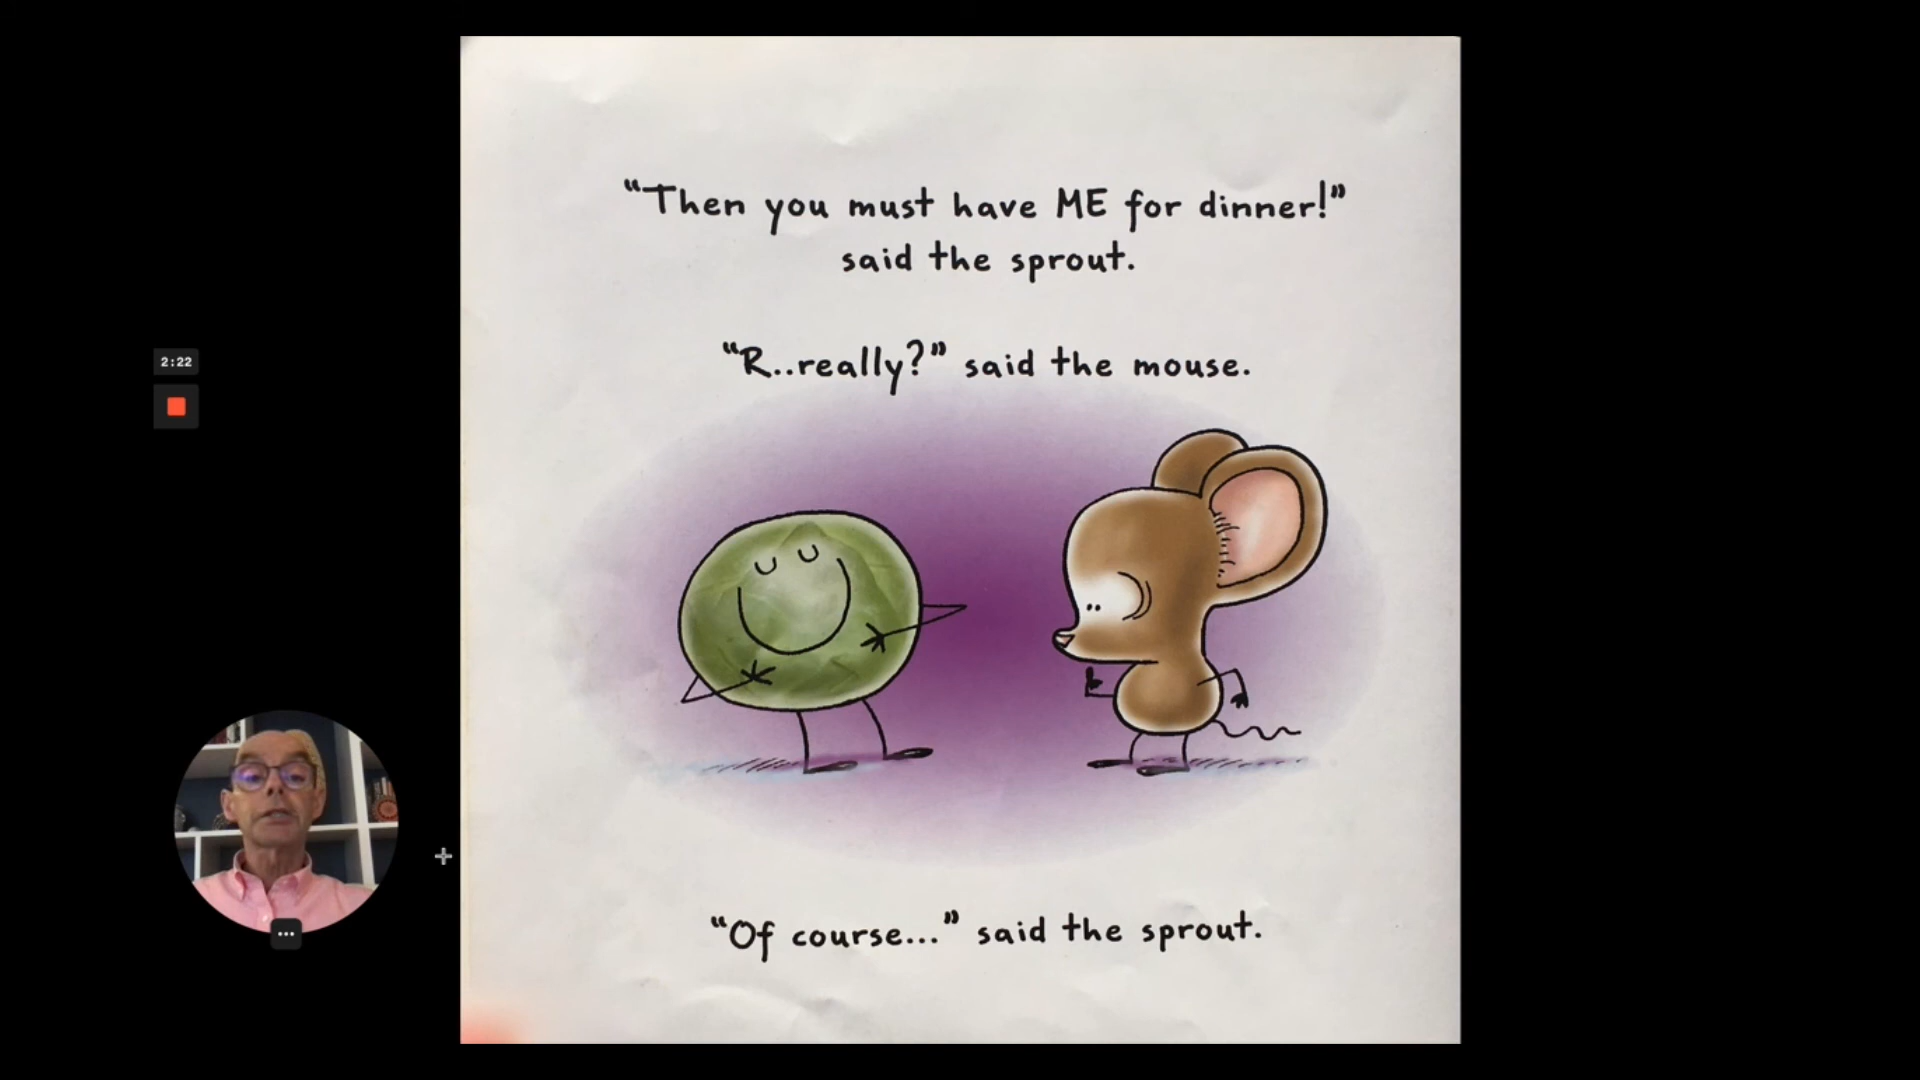 “Then you must have ME for dinner!”
said the sprout.
“R..really?” said the mouse.
2:22
“Of course...” said the sprout.